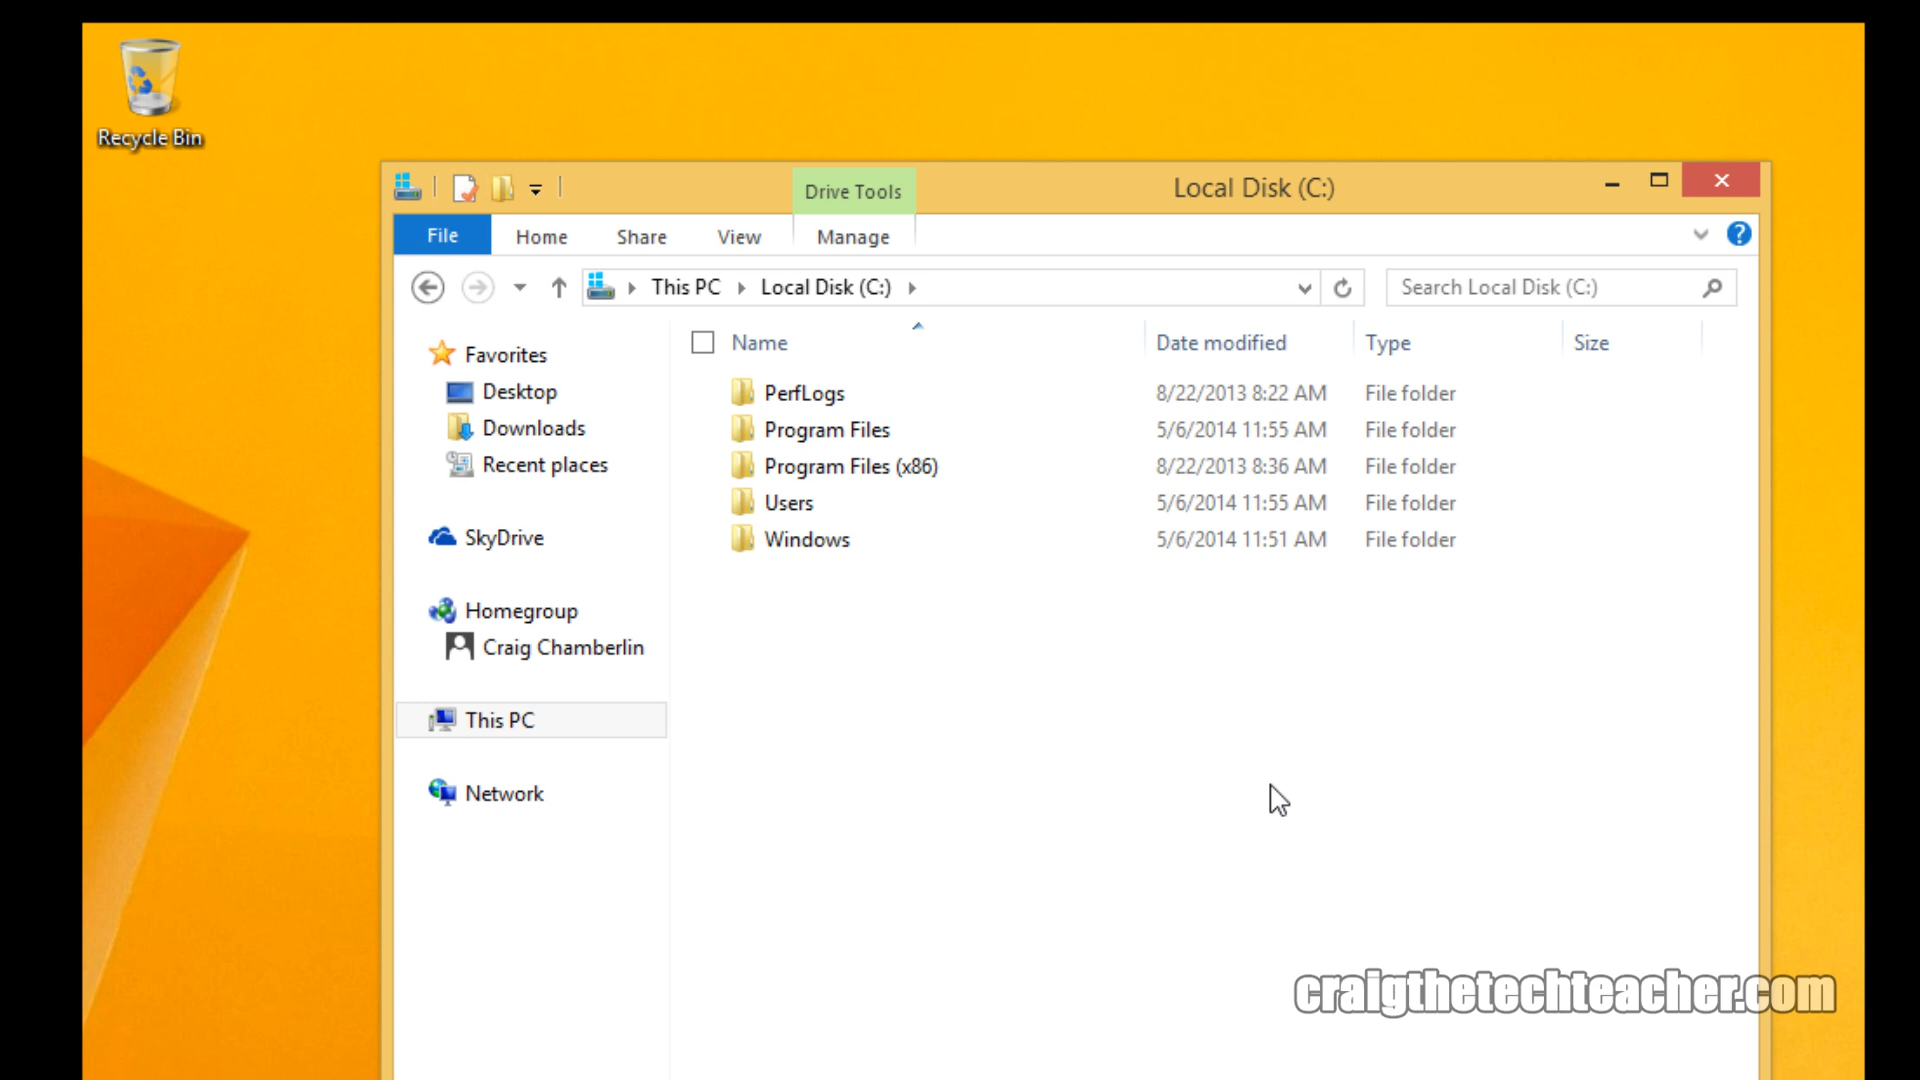 Recycle Bin
Drive Tools
Local Disk (C:)
File
Home
Share
View
Manage
This PC
Local Disk (C:)
Search Local Disk (C:)
Name
Date modified
Type
Size
Favorites
Desktop
Downloads
Recent places
SkyDrive
Homegroup
Craig Chamberlin
This PC
Network
PerfLogs 8/22/2013 8:22 AM File folder
Program Files 5/6/2014 11:55 AM File folder
Program Files (x86) 8/22/2013 8:36 AM File folder
Users 5/6/2014 11:55 AM File folder
Windows 5/6/2014 11:51 AM File folder
craigthetechteacher.com